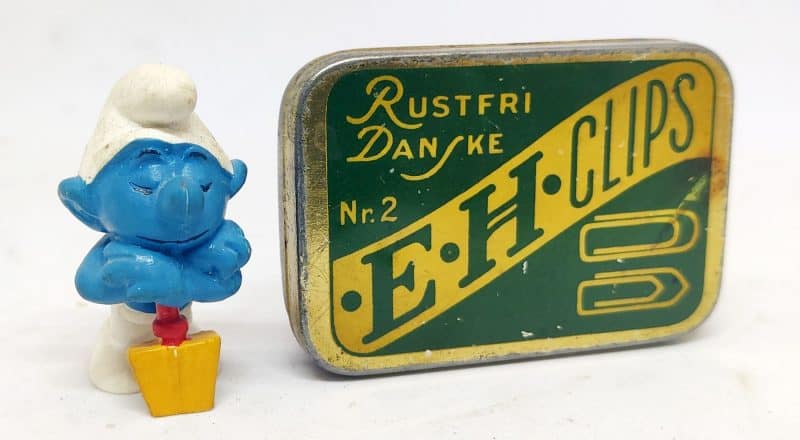 RUSTFRI
DANSKE
Nr. 2
·E·H·CLIPS